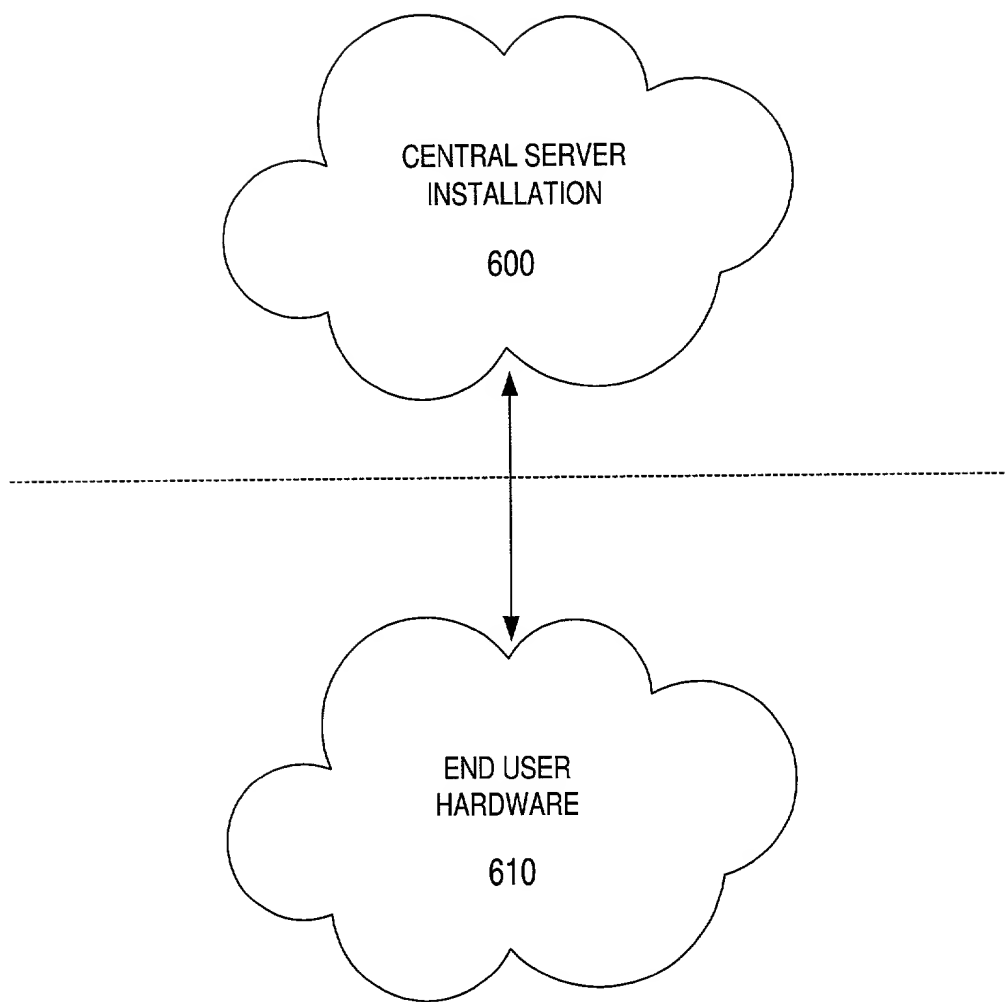 CENTRAL SERVER
INSTALLATION
600
END USER
HARDWARE
610